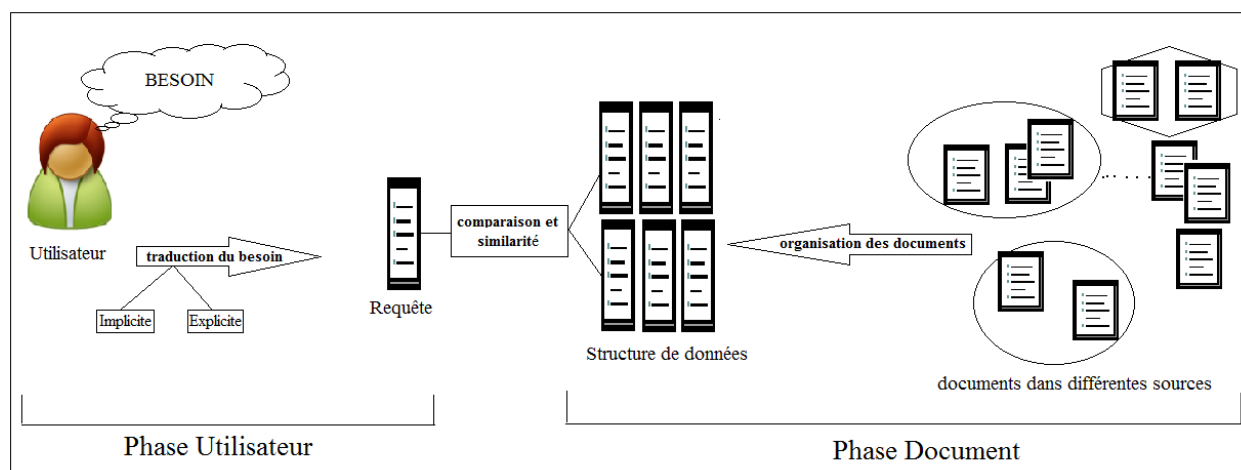 BESOIN
Utilisateur
traduction du besoin
Implicite
Explicite
Requête
comparaison et
similarité
Structure de données
organisation des documents
documents dans différentes sources
Phase Utilisateur
Phase Document